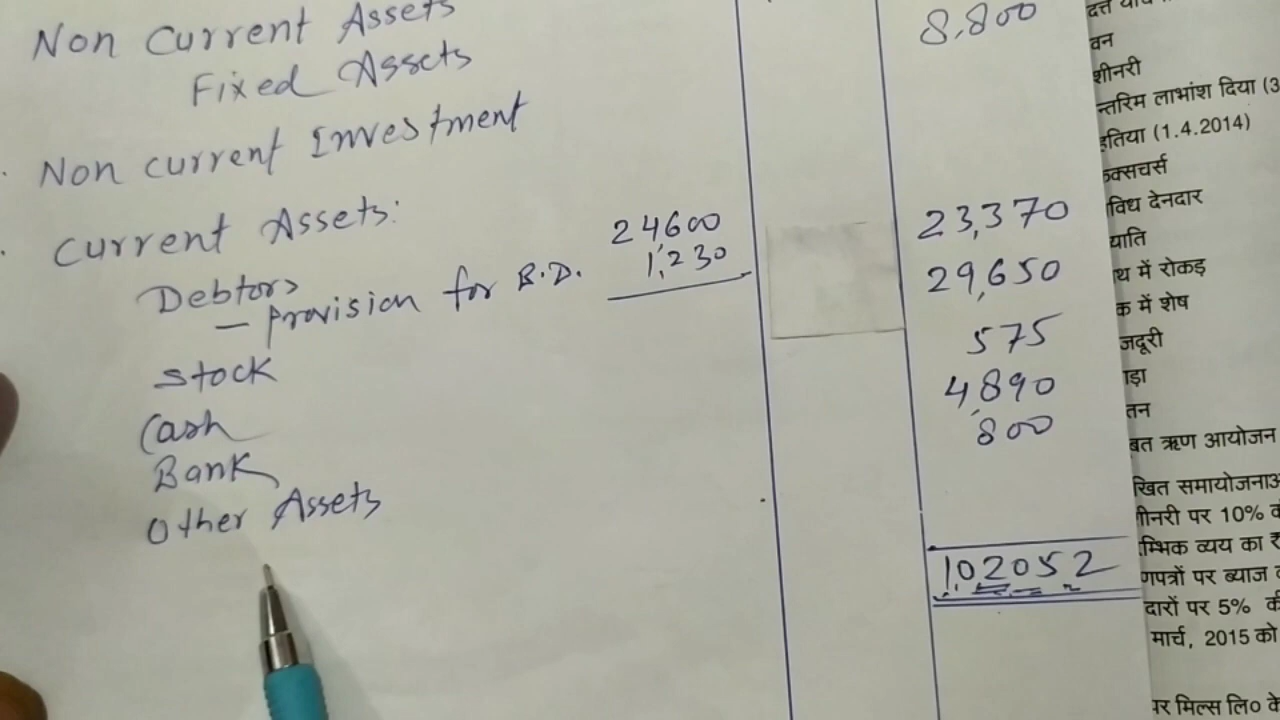 Non Current Assets
8,800
Fixed Assets
Non current Investment
Current Assets:
Debtors 24600 23,370
— Provision for B.D. 1,230
Stock 29,650
Cash 575
Bank 4,890
Other Assets 800
102052
वन
शीनरी
न्तरिम लाभांश दिया (3
हतिया (1.4.2014)
क्सचर्स
विध देनदार
याति
थ में रोकड़
क में शेष
जदूरी
ड़ा
तन
बत ऋण आयोजन
खित समायोजनाअ
ीनरी पर 10% व
म्भिक व्यय का
णपत्रों पर ब्याज
दारों पर 5% की
मार्च, 2015 को
पर मिल्स लि० के